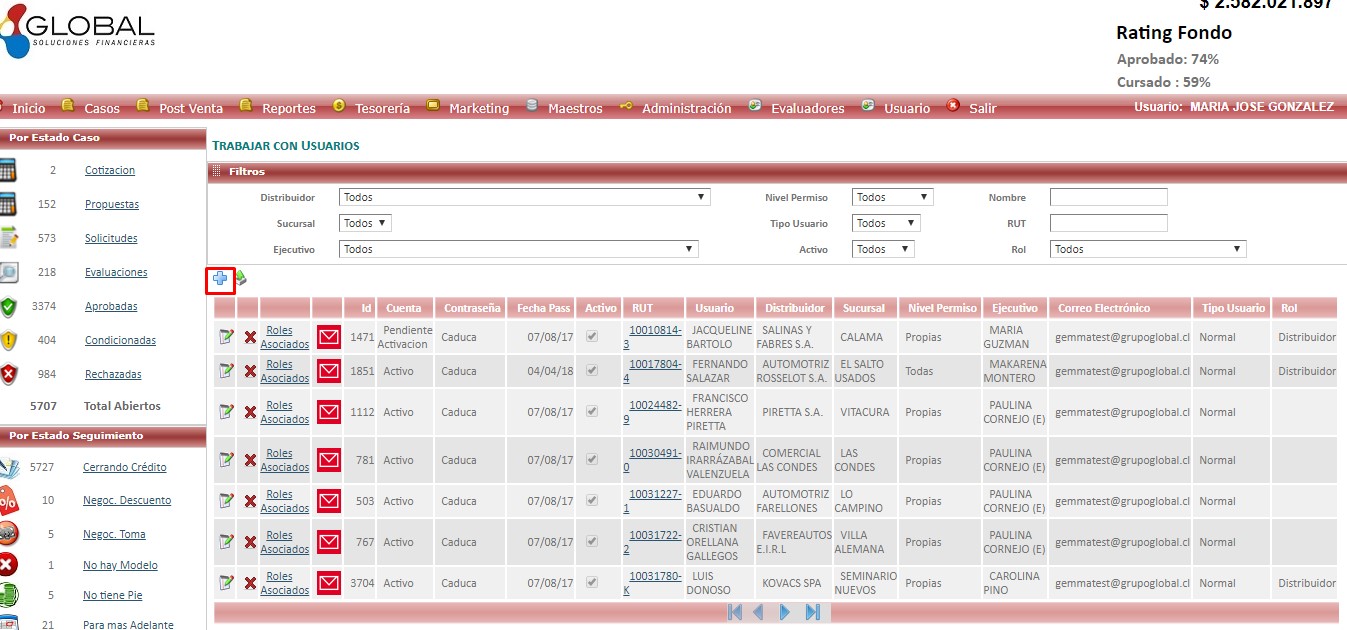 $ 2.582.021.897
GLOBAL
SOLUCIONES FINANCIERAS
Rating Fondo
Aprobado: 74%
Cursado : 59%
Inicio Casos Post Venta Reportes Tesorería Marketing Maestros Administración Evaluadores Usuario Salir Usuario: MARIA JOSE GONZALEZ
Por Estado Caso
2 Cotizacion
152 Propuestas
573 Solicitudes
218 Evaluaciones
3374 Aprobadas
404 Condicionadas
984 Rechazadas
5707 Total Abiertos
Por Estado Seguimiento
5727 Cerrando Crédito
10 Negoc. Descuento
5 Negoc. Toma
1 No hay Modelo
5 No tiene Pie
21 Para mas Adelante
TRABAJAR CON USUARIOS
Filtros
Distribuidor Todos Nivel Permiso Todos Nombre
Sucursal Todos Tipo Usuario Todos RUT
Ejecutivo Todos Activo Todos Rol Todos
Id Cuenta Contraseña Fecha Pass Activo RUT Usuario Distribuidor Sucursal Nivel Permiso Ejecutivo Correo Electrónico Tipo Usuario Rol
Roles Pendiente 10010814- JACQUELINE SALINAS Y MARIA
Asociados 1471 Activacion Caduca 07/08/17 3 BARTOLO FABRES S.A. CALAMA Propias GUZMAN gemmatest@grupoglobal.cl Normal Distribuidor
Roles 10017804- FERNANDO AUTOMOTRIZ EL SALTO MAKARENA
Asociados 1851 Activo Caduca 04/04/18 4 SALAZAR ROSSELOT S.A. USADOS Todas MONTERO gemmatest@grupoglobal.cl Normal Distribuidor
FRANCISCO
Roles 10024482- HERRERA PAULINA
Asociados 1112 Activo Caduca 07/08/17 9 PIRETTA PIRETTA S.A. VITACURA Propias CORNEJO (E) gemmatest@grupoglobal.cl Normal
RAIMUNDO
Roles 10030491- IRARRÁZABAL COMERCIAL LAS PAULINA
Asociados 781 Activo Caduca 07/08/17 0 VALENZUELA LAS CONDES CONDES Propias CORNEJO (E) gemmatest@grupoglobal.cl Normal
Roles 10031227- EDUARDO AUTOMOTRIZ LO PAULINA
Asociados 503 Activo Caduca 07/08/17 1 BASUALDO FARELLONES CAMPINO Propias CORNEJO (E) gemmatest@grupoglobal.cl Normal
CRISTIAN
Roles 10031722- ORELLANA FAVEREAUTOS VILLA PAULINA
Asociados 767 Activo Caduca 07/08/17 2 GALLEGOS E.I.R.L ALEMANA Propias CORNEJO (E) gemmatest@grupoglobal.cl Normal
Roles 10031780- LUIS SEMINARIO CAROLINA
Asociados 3704 Activo Caduca 07/08/17 K DONOSO KOVACS SPA NUEVOS Propias PINO gemmatest@grupoglobal.cl Normal Distribuidor